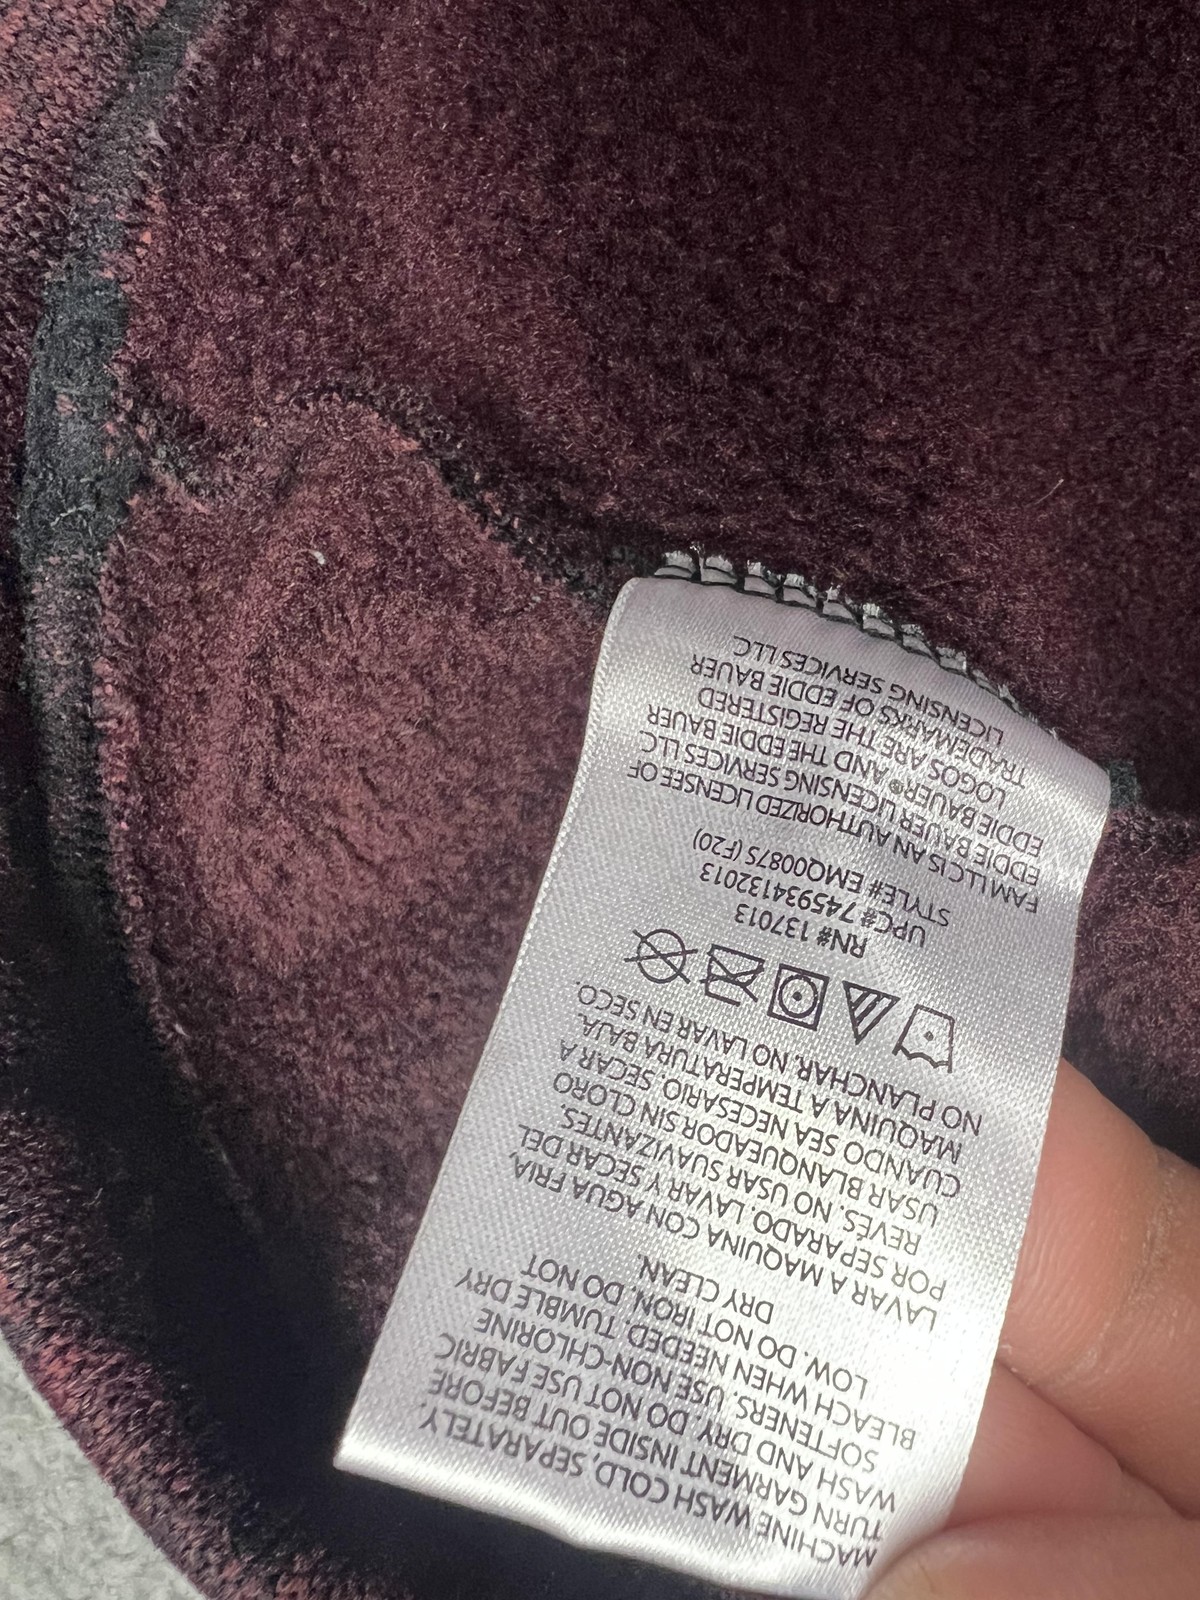 MACHINE WASH COLD, SEPARATELY.
TURN GARMENT INSIDE OUT BEFORE
WASH AND DRY. DO NOT USE FABRIC
SOFTENERS. USE NON-CHLORINE
BLEACH WHEN NEEDED. TUMBLE DRY
LOW. DO NOT IRON. DO NOT
DRY CLEAN.
LAVAR A MAQUINA CON AGUA FRIA,
POR SEPARADO. LAVAR Y SECAR DEL
REVÉS. NO USAR SUAVIZANTES.
USAR BLANQUEADOR SIN CLORO
CUANDO SEA NECESARIO. SECAR A
MAQUINA A TEMPERATURA BAJA.
NO PLANCHAR. NO LAVAR EN SECO.
RN# 137013
UPC# 745934132013
STYLE# EMQ00875 (F20)
FAM LLC IS AN AUTHORIZED LICENSEE OF
EDDIE BAUER LICENSING SERVICES LLC
EDDIE BAUER® AND THE EDDIE BAUER
LOGOS ARE THE REGISTERED
TRADEMARKS OF EDDIE BAUER
LICENSING SERVICES LLC